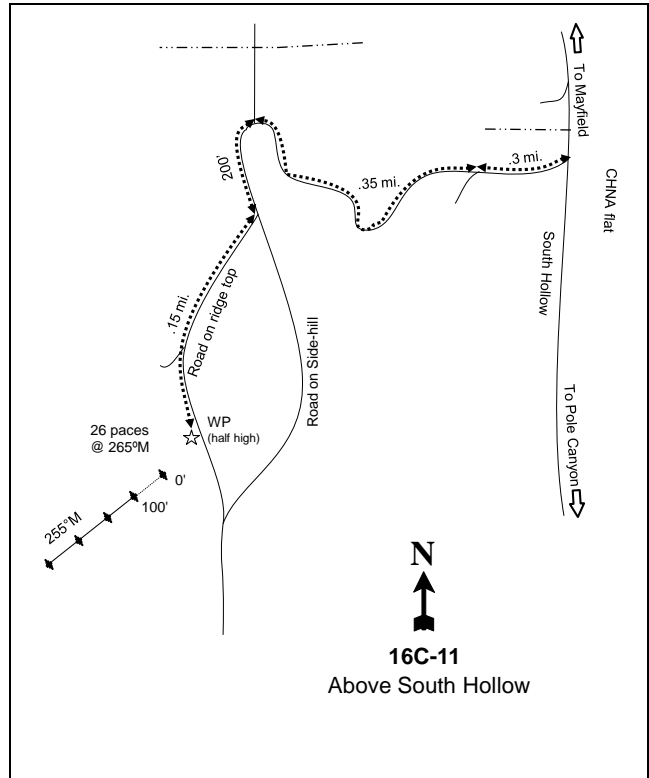 To Mayfield
CHNA flat
200'
.35 mi.
.3 mi.
South Hollow
.15 mi.
Road on ridge top
Road on Side-hill
To Pole Canyon
26 paces
@ 265ºM
WP
(half high)
0'
100'
255°M
N
16C-11
Above South Hollow